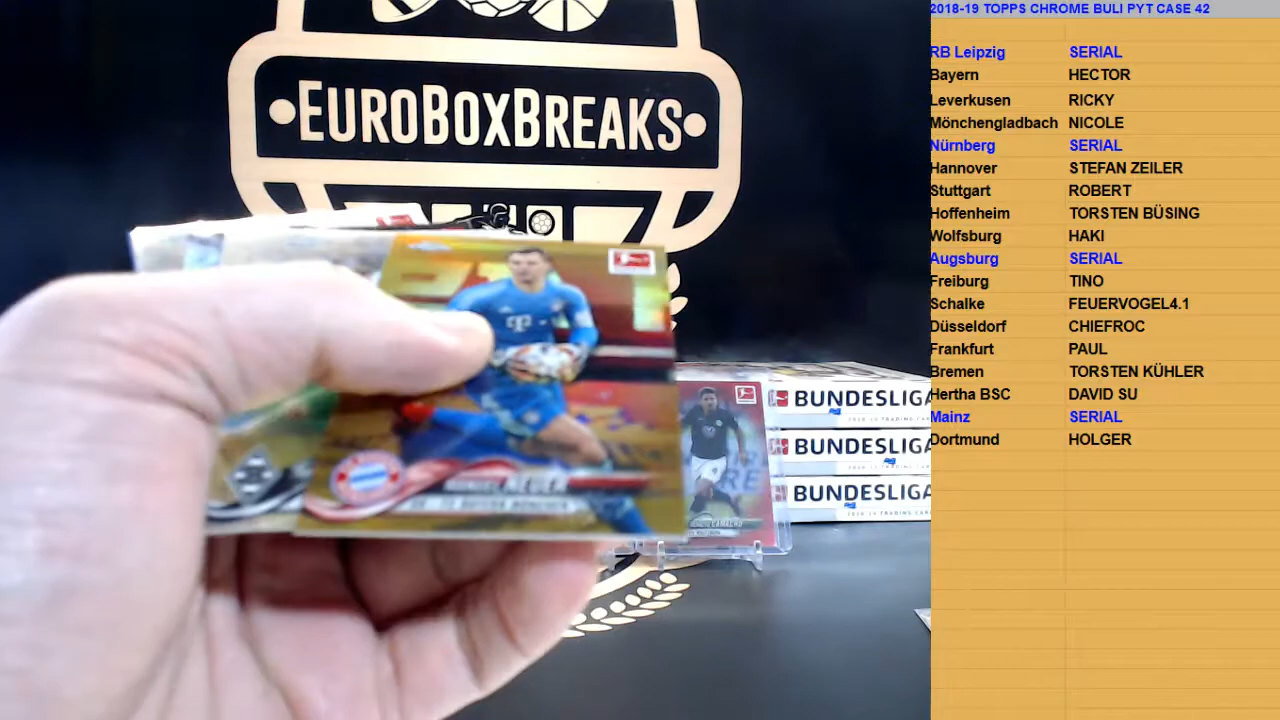 2018-19 TOPPS CHROME BULI PYT CASE 42
EUROBOXBREAKS
RB Leipzig SERIAL
Bayern HECTOR
Leverkusen RICKY
Mönchengladbach NICOLE
Nürnberg SERIAL
Hannover STEFAN ZEILER
Stuttgart ROBERT
Hoffenheim TORSTEN BÜSING
Wolfsburg HAKI
Augsburg SERIAL
Freiburg TINO
Schalke FEUERVOGEL4.1
Düsseldorf CHIEFROC
Frankfurt PAUL
Bremen TORSTEN KÜHLER
Hertha BSC DAVID SU
Mainz SERIAL
Dortmund HOLGER
BUNDESLIGA
BUNDESLIGA
BUNDESLIGA